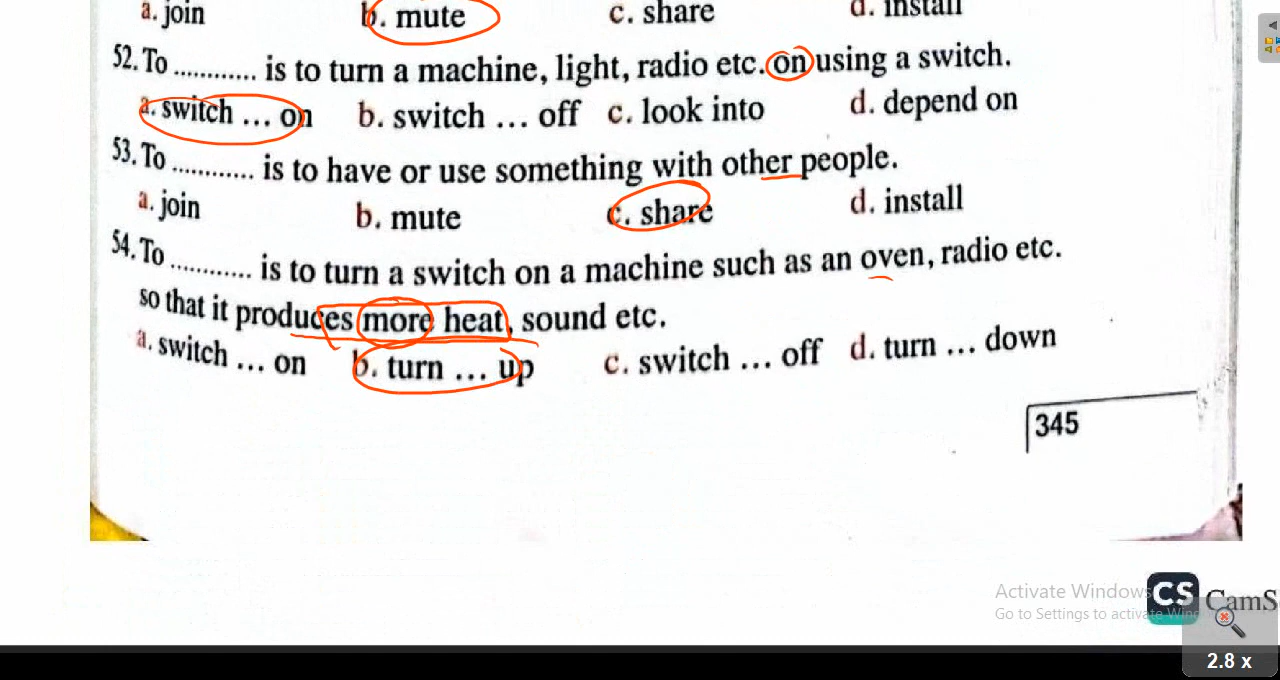 a. join b. mute c. share d. install
52. To ............ is to turn a machine, light, radio etc. on using a switch.
a. switch ... on b. switch ... off c. look into d. depend on
53. To ............ is to have or use something with other people.
a. join b. mute c. share d. install
54. To ............ is to turn a switch on a machine such as an oven, radio etc.
so that it produces more heat, sound etc.
a. switch ... on b. turn ... up c. switch ... off d. turn ... down
345
Activate Windows
Go to Settings to activate Win
CS CamS
2.8 x